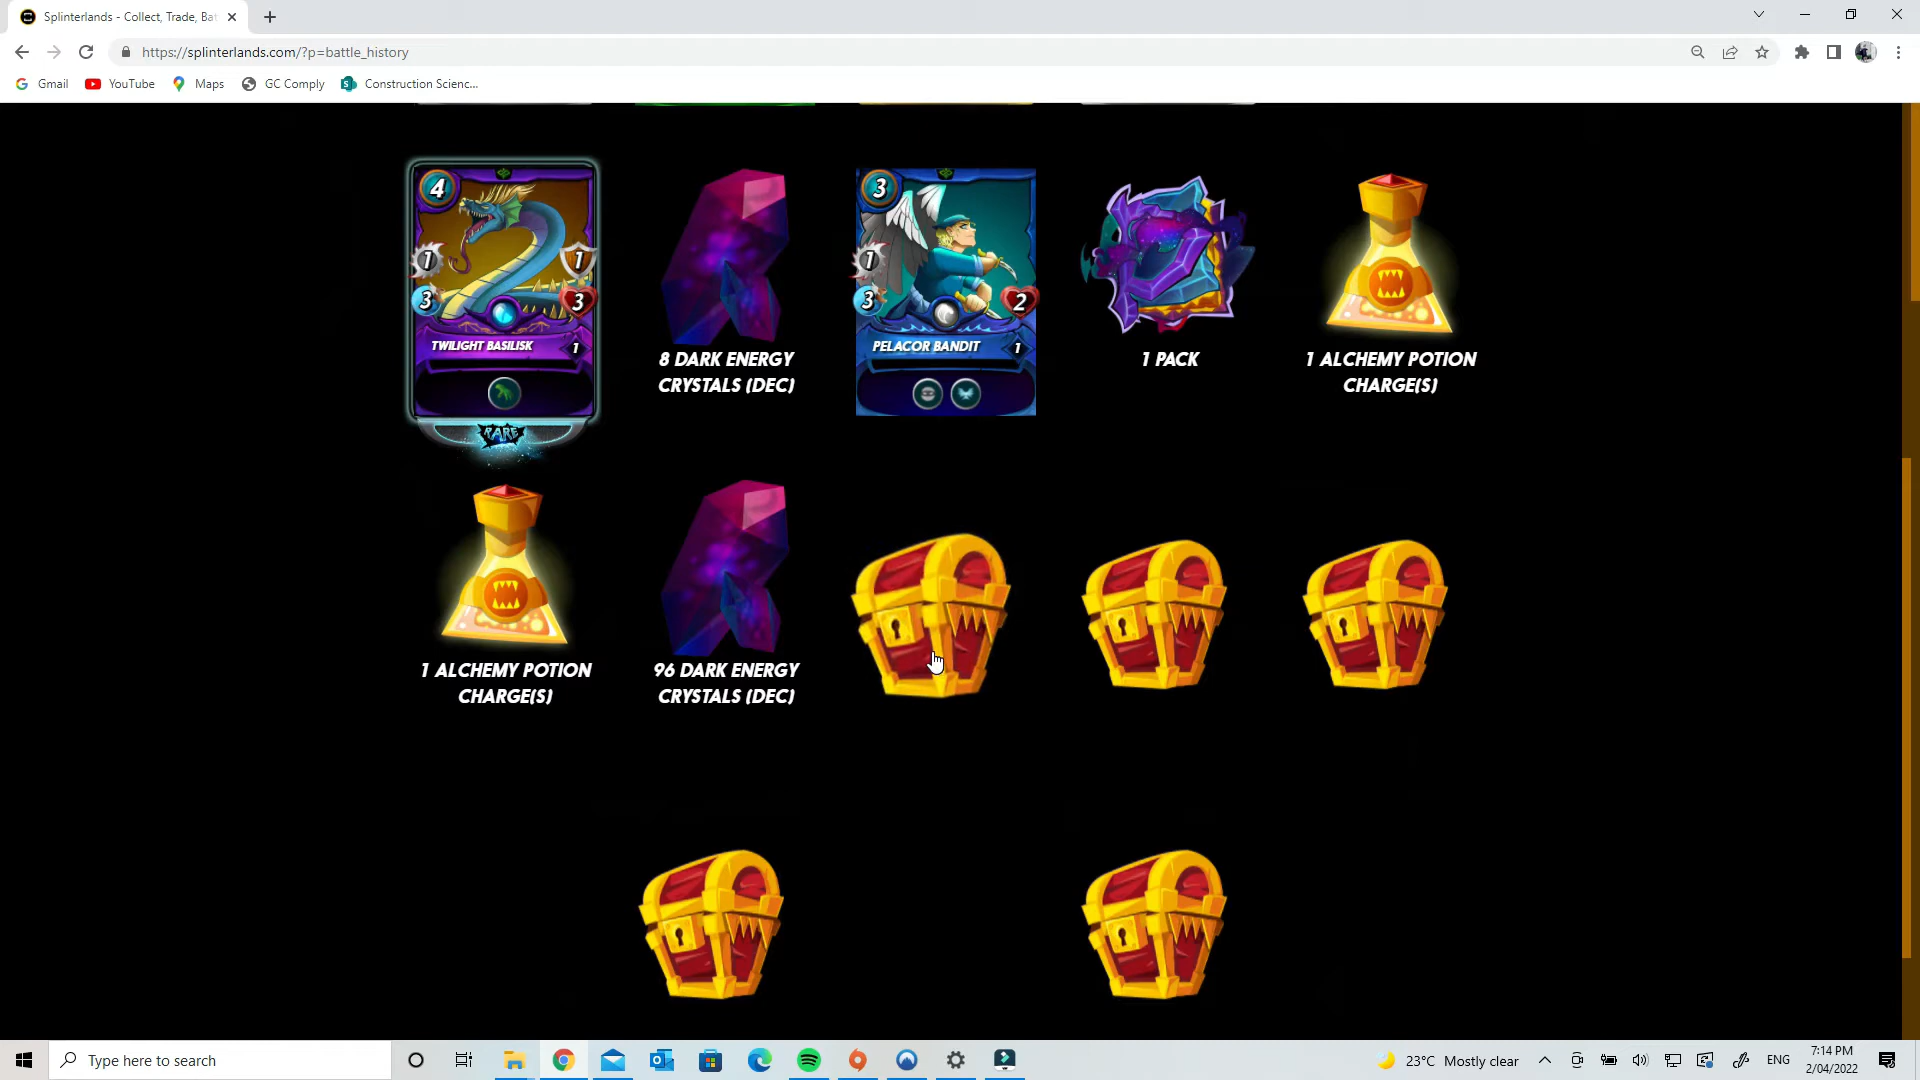 Splinterlands - Collect, Trade, Bat
https://splinterlands.com/?p=battle_history
Gmail
YouTube
Maps
GC Comply
Construction Scienc...
4
1
1
3
3
TWILIGHT BASILISK
1
RARE
8 DARK ENERGY
CRYSTALS (DEC)
3
1
3
2
PELACOR BANDIT
1
1 PACK
1 ALCHEMY POTION
CHARGE(S)
1 ALCHEMY POTION
CHARGE(S)
96 DARK ENERGY
CRYSTALS (DEC)
Type here to search
23°C Mostly clear
ENG
7:14 PM
2/04/2022